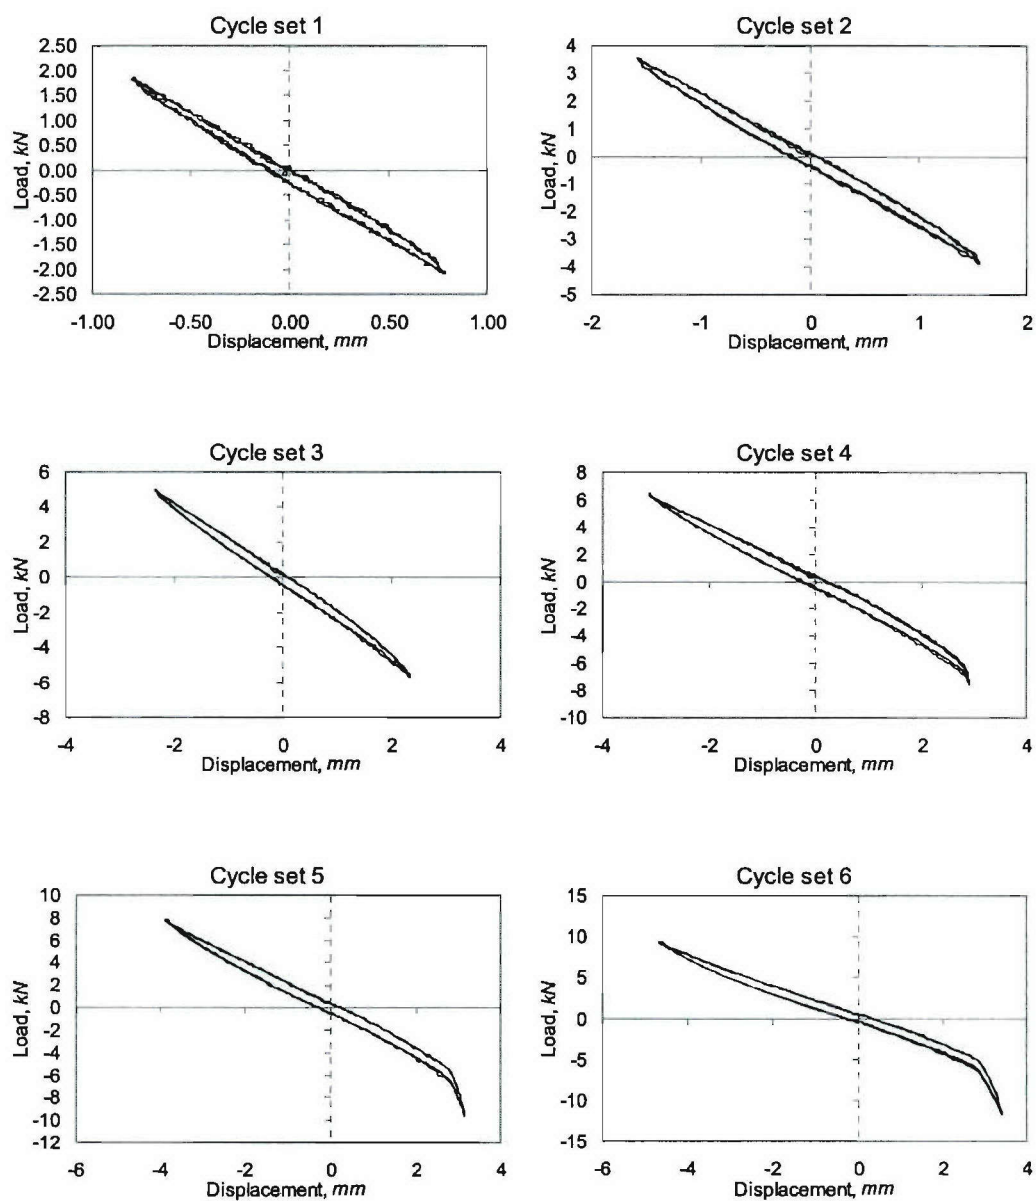 Cycle set 1
2.50
2.00
1.50
1.00
0.50
0.00
-0.50
-1.00
-1.50
-2.00
-2.50
Load, kN
-1.00 -0.50 0.00 0.50 1.00
Displacement, mm
Cycle set 2
4
3
2
1
0
-1
-2
-3
-4
-5
Load, kN
-2 -1 0 1 2
Displacement, mm
Cycle set 3
6
4
2
0
-2
-4
-6
-8
Load, kN
-4 -2 0 2 4
Displacement, mm
Cycle set 4
8
6
4
2
0
-2
-4
-6
-8
-10
Load, kN
-4 -2 0 2 4
Displacement, mm
Cycle set 5
10
8
6
4
2
0
-2
-4
-6
-8
-10
-12
Load, kN
-6 -4 -2 0 2 4
Displacement, mm
Cycle set 6
15
10
5
0
-5
-10
-15
Load, kN
-6 -4 -2 0 2 4
Displacement, mm